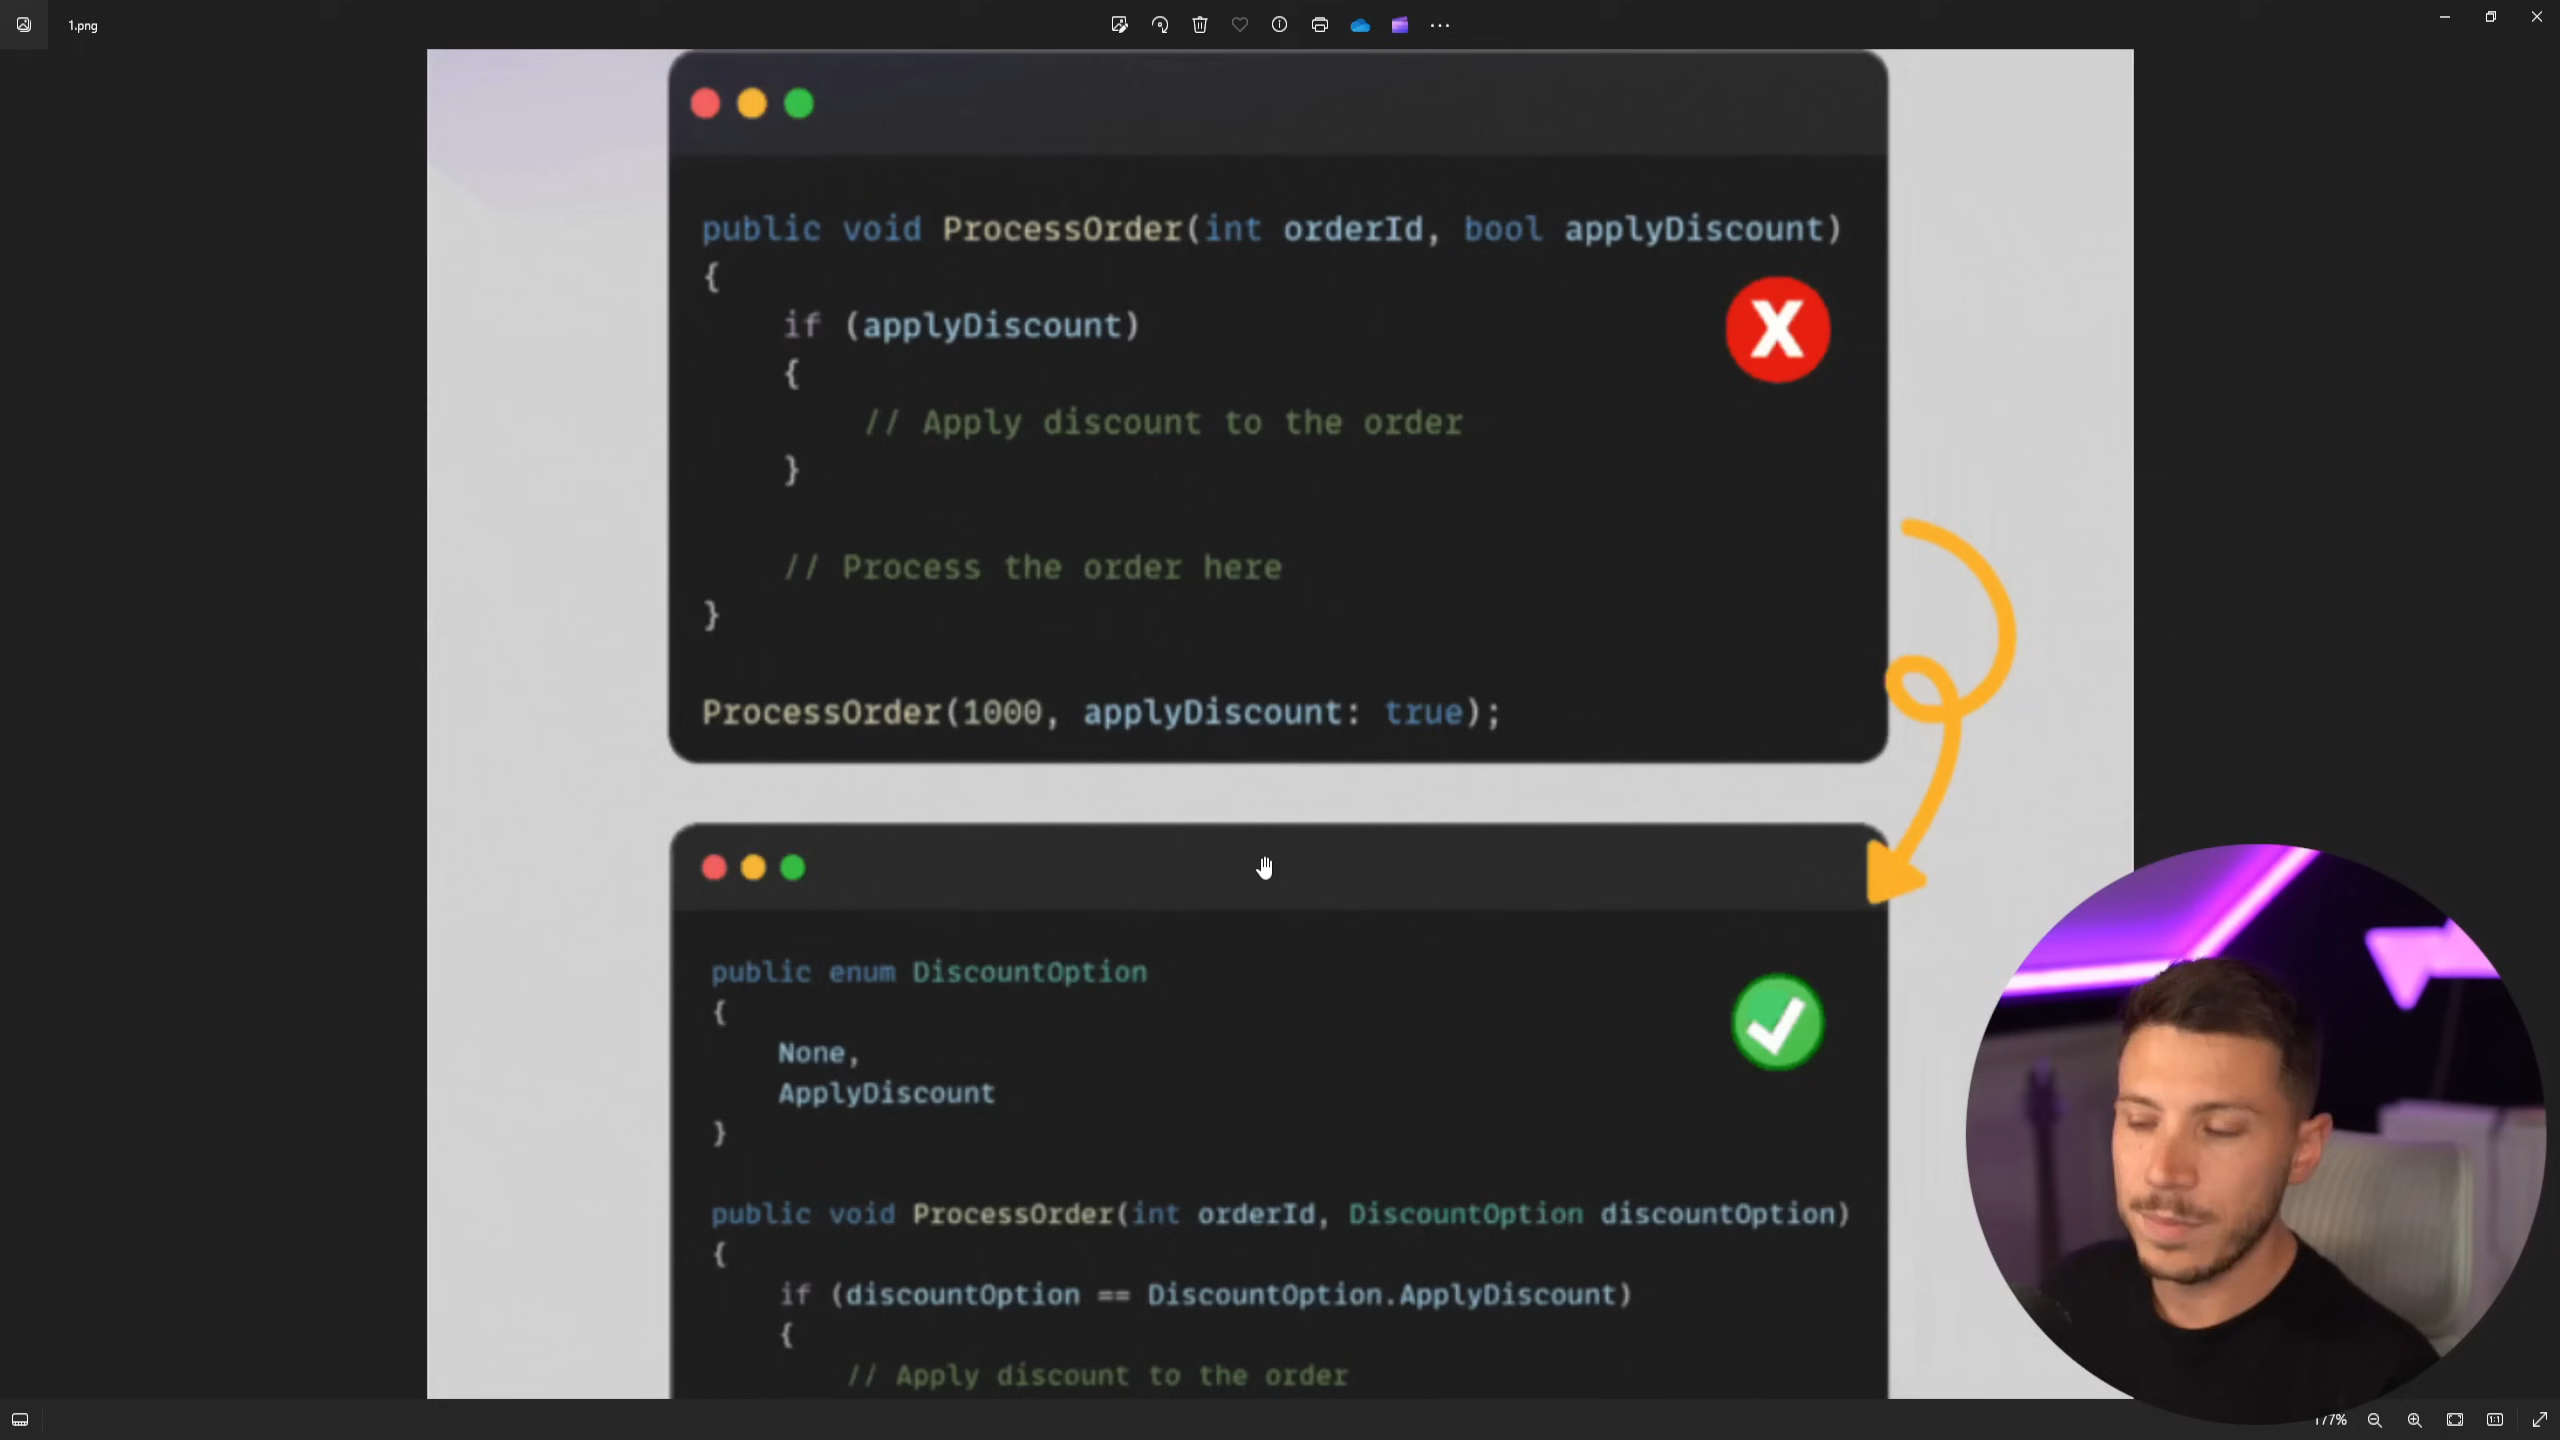 1.png
public void ProcessOrder(int orderId, bool applyDiscount)
{
if (applyDiscount)
{
// Apply discount to the order
}
// Process the order here
}
ProcessOrder(1000, applyDiscount: true);
X
public enum DiscountOption
{
None,
ApplyDiscount
}
public void ProcessOrder(int orderId, DiscountOption discountOption)
{
if (discountOption == DiscountOption.ApplyDiscount)
{
// Apply discount to the order
177%